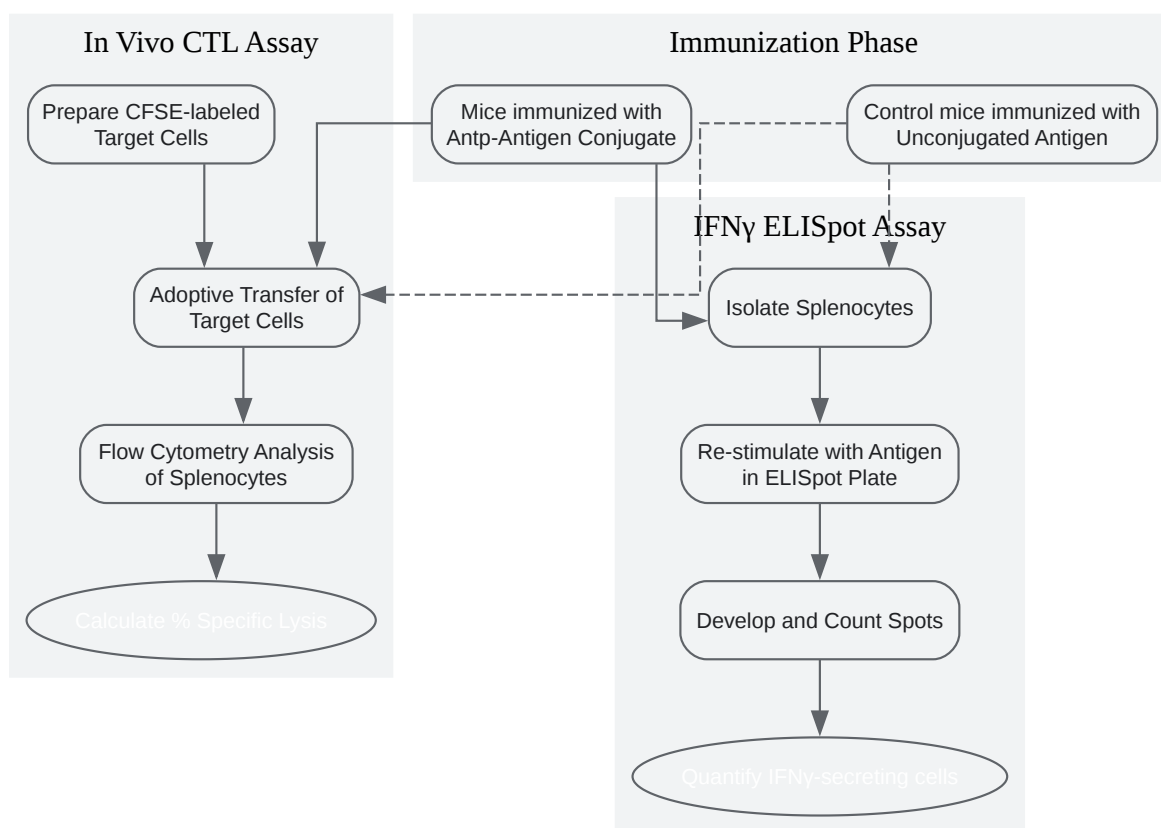 In Vivo CTL Assay
Prepare CFSE-labeled
Target Cells
Adoptive Transfer of
Target Cells
Flow Cytometry Analysis
of Splenocytes
Calculate % Specific Lysis
Immunization Phase
Mice immunized with
Antp-Antigen Conjugate
Control mice immunized with
Unconjugated Antigen
IFNγ ELISpot Assay
Isolate Splenocytes
Re-stimulate with Antigen
in ELISpot Plate
Develop and Count Spots
Quantify IFNγ-secreting cells